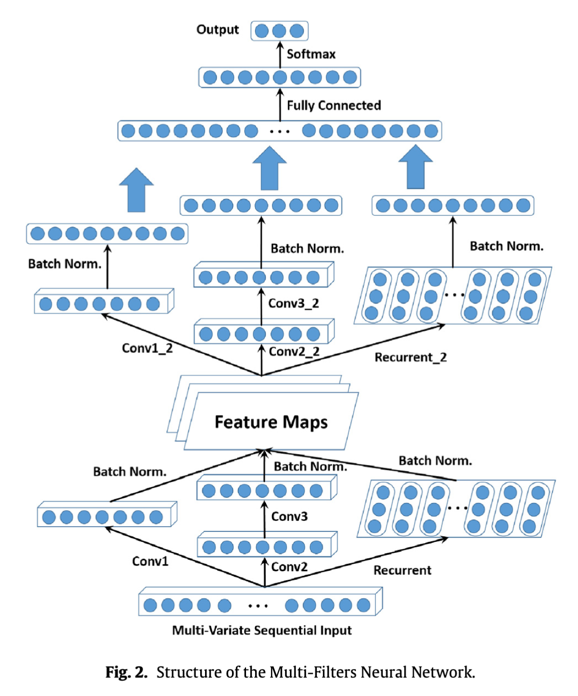 Output
Softmax
Fully Connected
...
Batch Norm.
Batch Norm.
Batch Norm.
...
Conv3_2
Conv1_2
Conv2_2
Recurrent_2
Feature Maps
Batch Norm.
Batch Norm.
Batch Norm.
...
Conv3
Conv1
Conv2
Recurrent
...
Multi-Variate Sequential Input
Fig. 2. Structure of the Multi-Filters Neural Network.